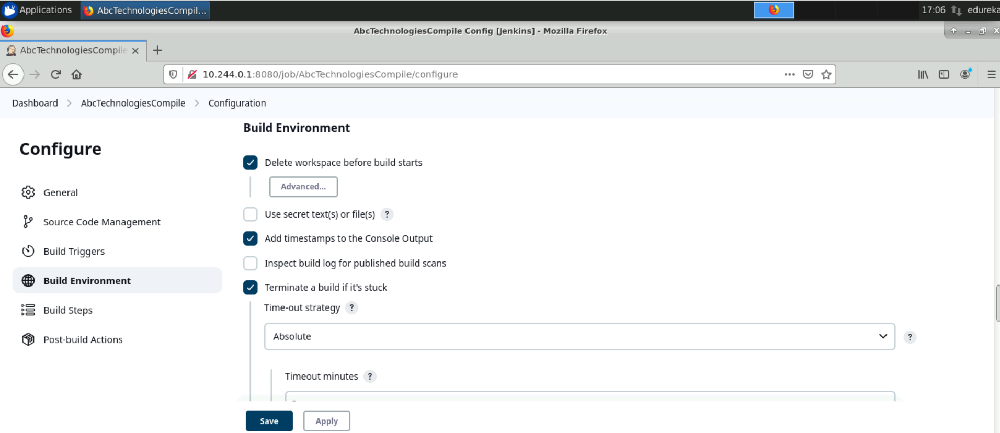 Applications
AbcTechnologiesCompil...
17:06
edureka
AbcTechnologiesCompile Config [Jenkins] - Mozilla Firefox
AbcTechnologiesCompile
10.244.0.1:8080/job/AbcTechnologiesCompile/configure
Dashboard > AbcTechnologiesCompile > Configuration
Build Environment
Configure
Delete workspace before build starts
Advanced...
General
Use secret text(s) or file(s) ?
Source Code Management
Add timestamps to the Console Output
Build Triggers
Inspect build log for published build scans
Build Environment
Terminate a build if it's stuck
Build Steps
Time-out strategy ?
Absolute
?
Post-build Actions
Timeout minutes ?
Save
Apply